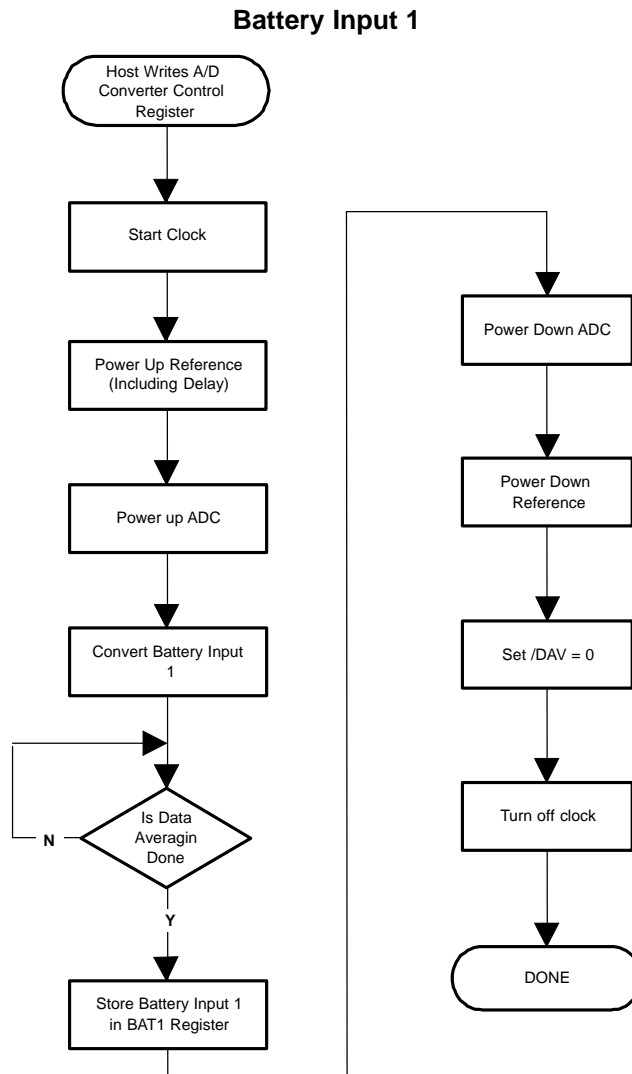 Battery Input 1
Host Writes A/D
Converter Control
Register
Start Clock
Power Up Reference
(Including Delay)
Power up ADC
Convert Battery Input
1
Is Data
Averagin
Done
N
Y
Store Battery Input 1
in BAT1 Register
Power Down ADC
Power Down
Reference
Set /DAV = 0
Turn off clock
DONE